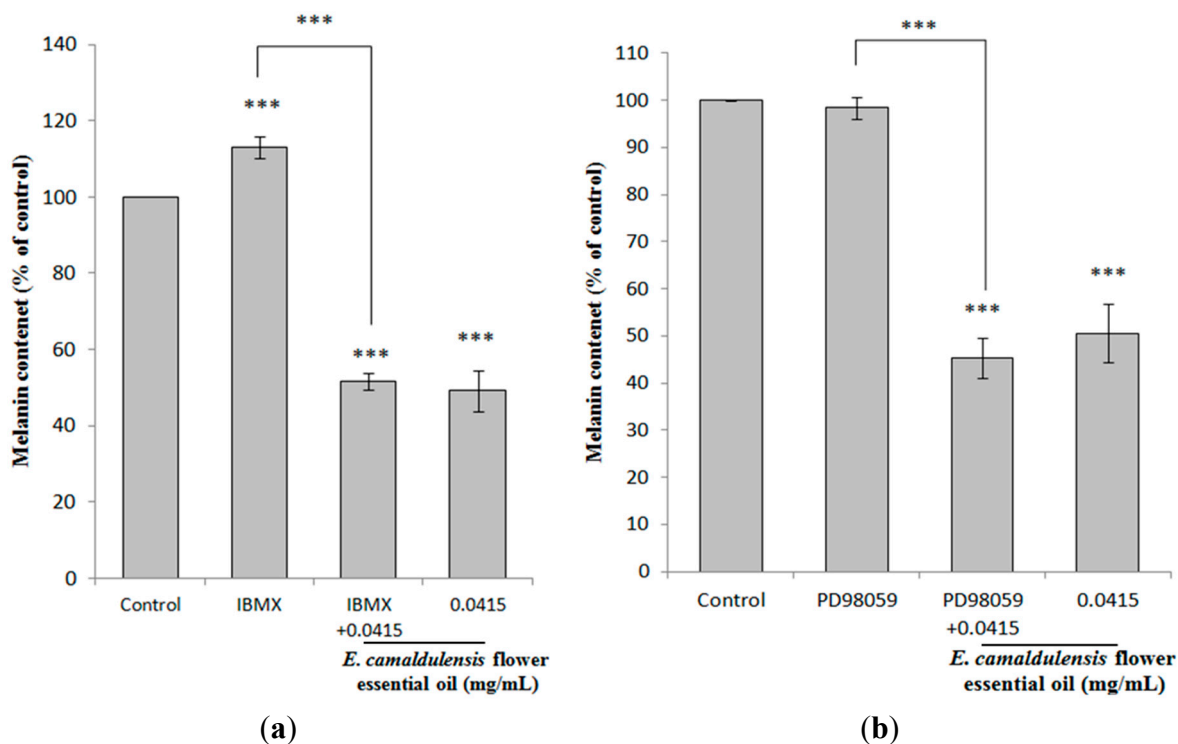 Melanin contenet (% of control)
140
120
100
80
60
40
20
0
***
***
***
***
Control
IBMX
IBMX
+0.0415
0.0415
E. camaldulensis flower
essential oil (mg/mL)
(a)
Melanin contenet (% of control)
110
100
90
80
70
60
50
40
30
20
10
0
***
***
***
Control
PD98059
PD98059
+0.0415
0.0415
E. camaldulensis flower
essential oil (mg/mL)
(b)